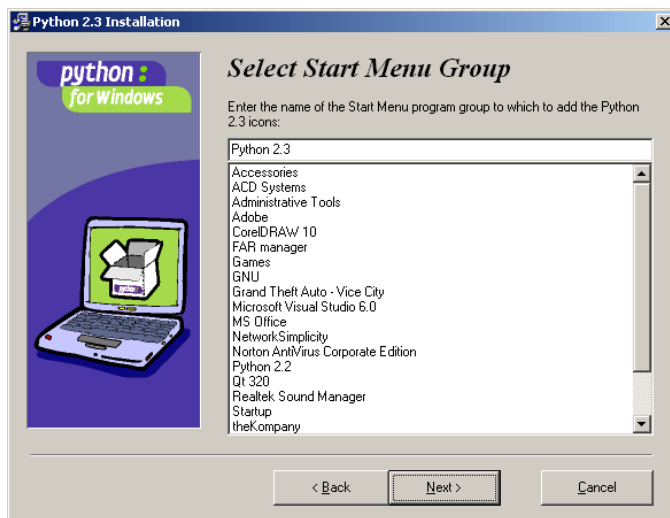 Python 2.3 Installation
python:
for Windows
Select Start Menu Group
Enter the name of the Start Menu program group to which to add the Python
2.3 icons:
Python 2.3
Accessories
ACD Systems
Administrative Tools
Adobe
CorelDRAW 10
FAR manager
Games
GNU
Grand Theft Auto - Vice City
Microsoft Visual Studio 6.0
MS Office
NetworkSimplicity
Norton AntiVirus Corporate Edition
Python 2.2
Qt 320
Realtek Sound Manager
Startup
theKompany
< Back
Next >
Cancel